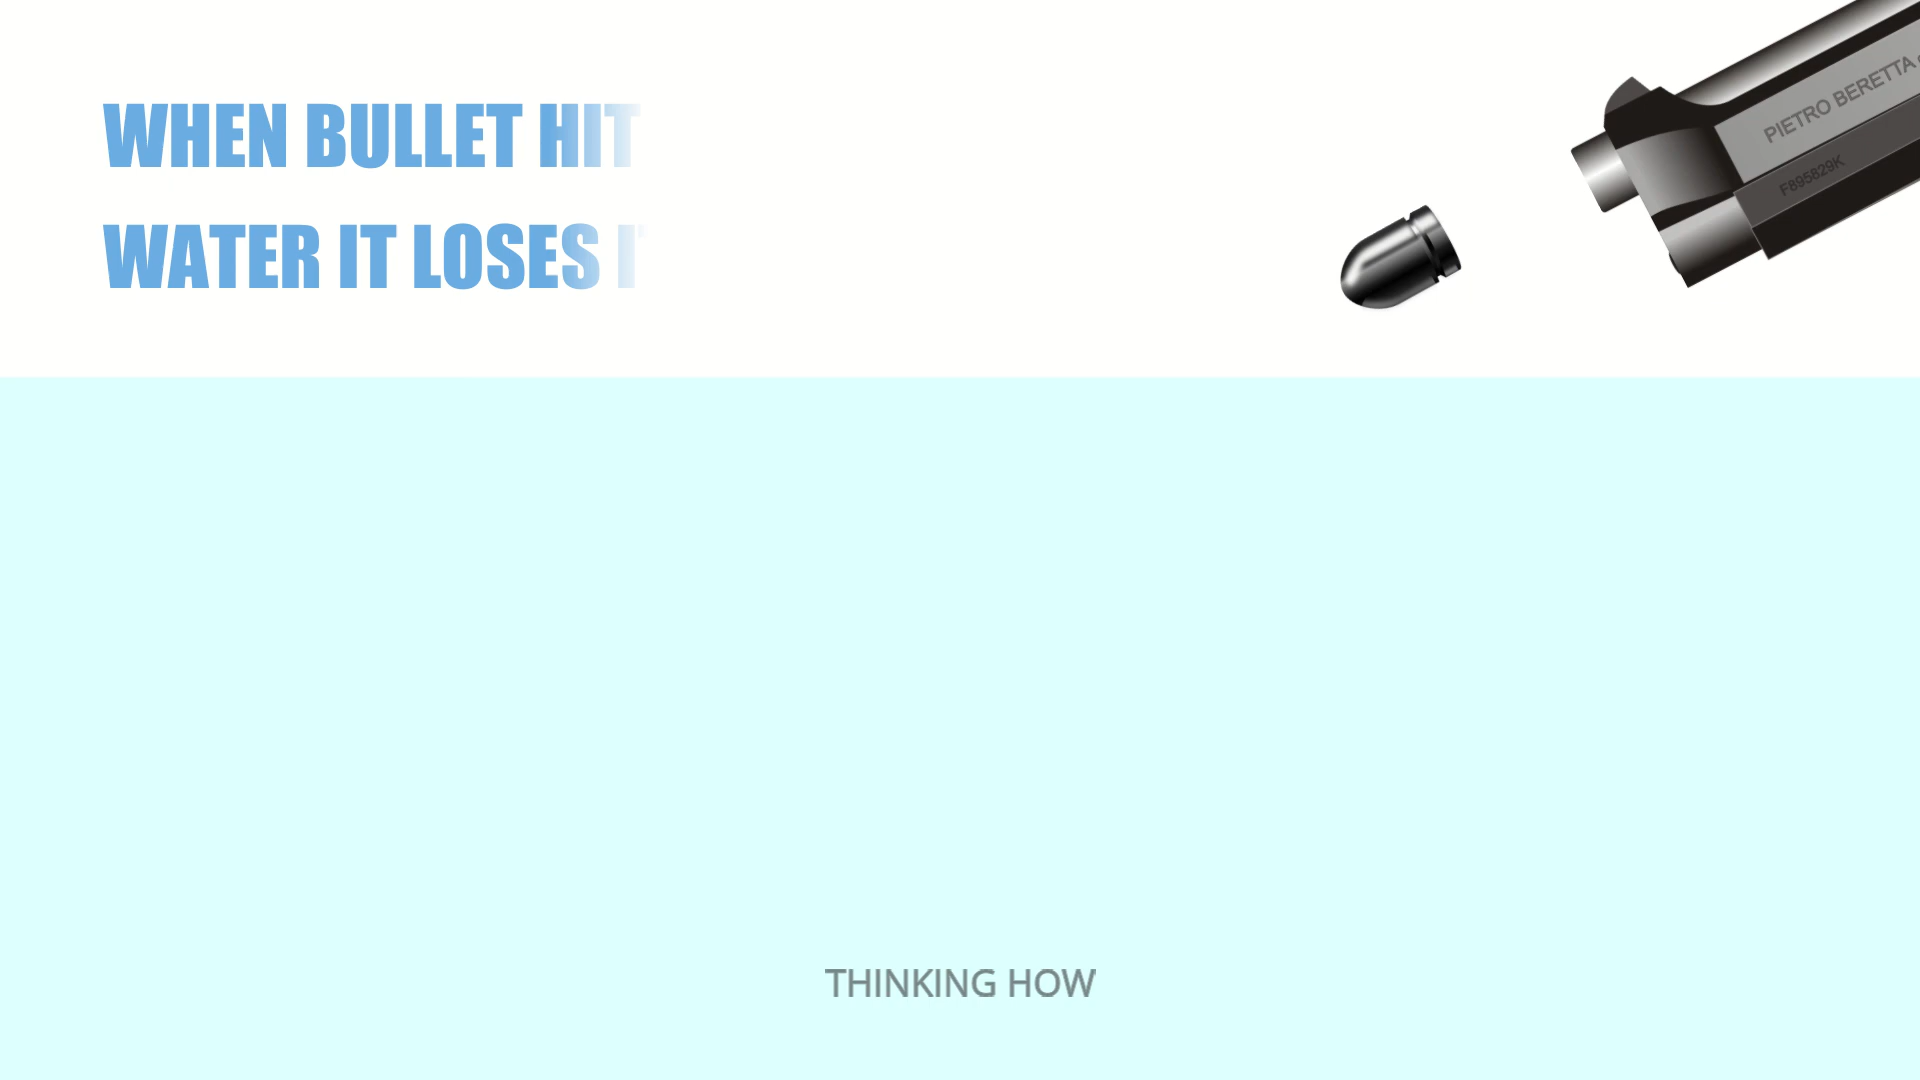 WHEN BULLET HIT
WATER IT LOSES
PIETRO BERETTA
F895829K
THINKING HOW